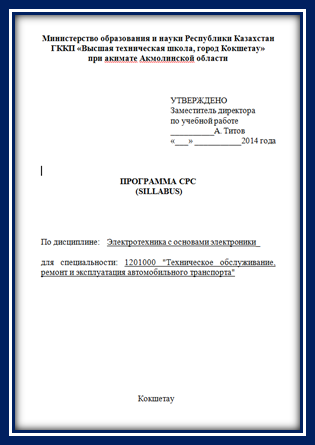 Министерство образования и науки Республики Казахстан
ГККП «Высшая техническая школа, город Кокшетау»
при акимате Акмолинской области
УТВЕРЖДЕНО
Заместитель директора
по учебной работе
___________А. Титов
«___» ____________2014 года
ПРОГРАММА СРС
(SILLABUS)
По дисциплине: Электротехника с основами электроники
для специальности: 1201000 "Техническое обслуживание,
ремонт и эксплуатация автомобильного транспорта"
Кокшетау